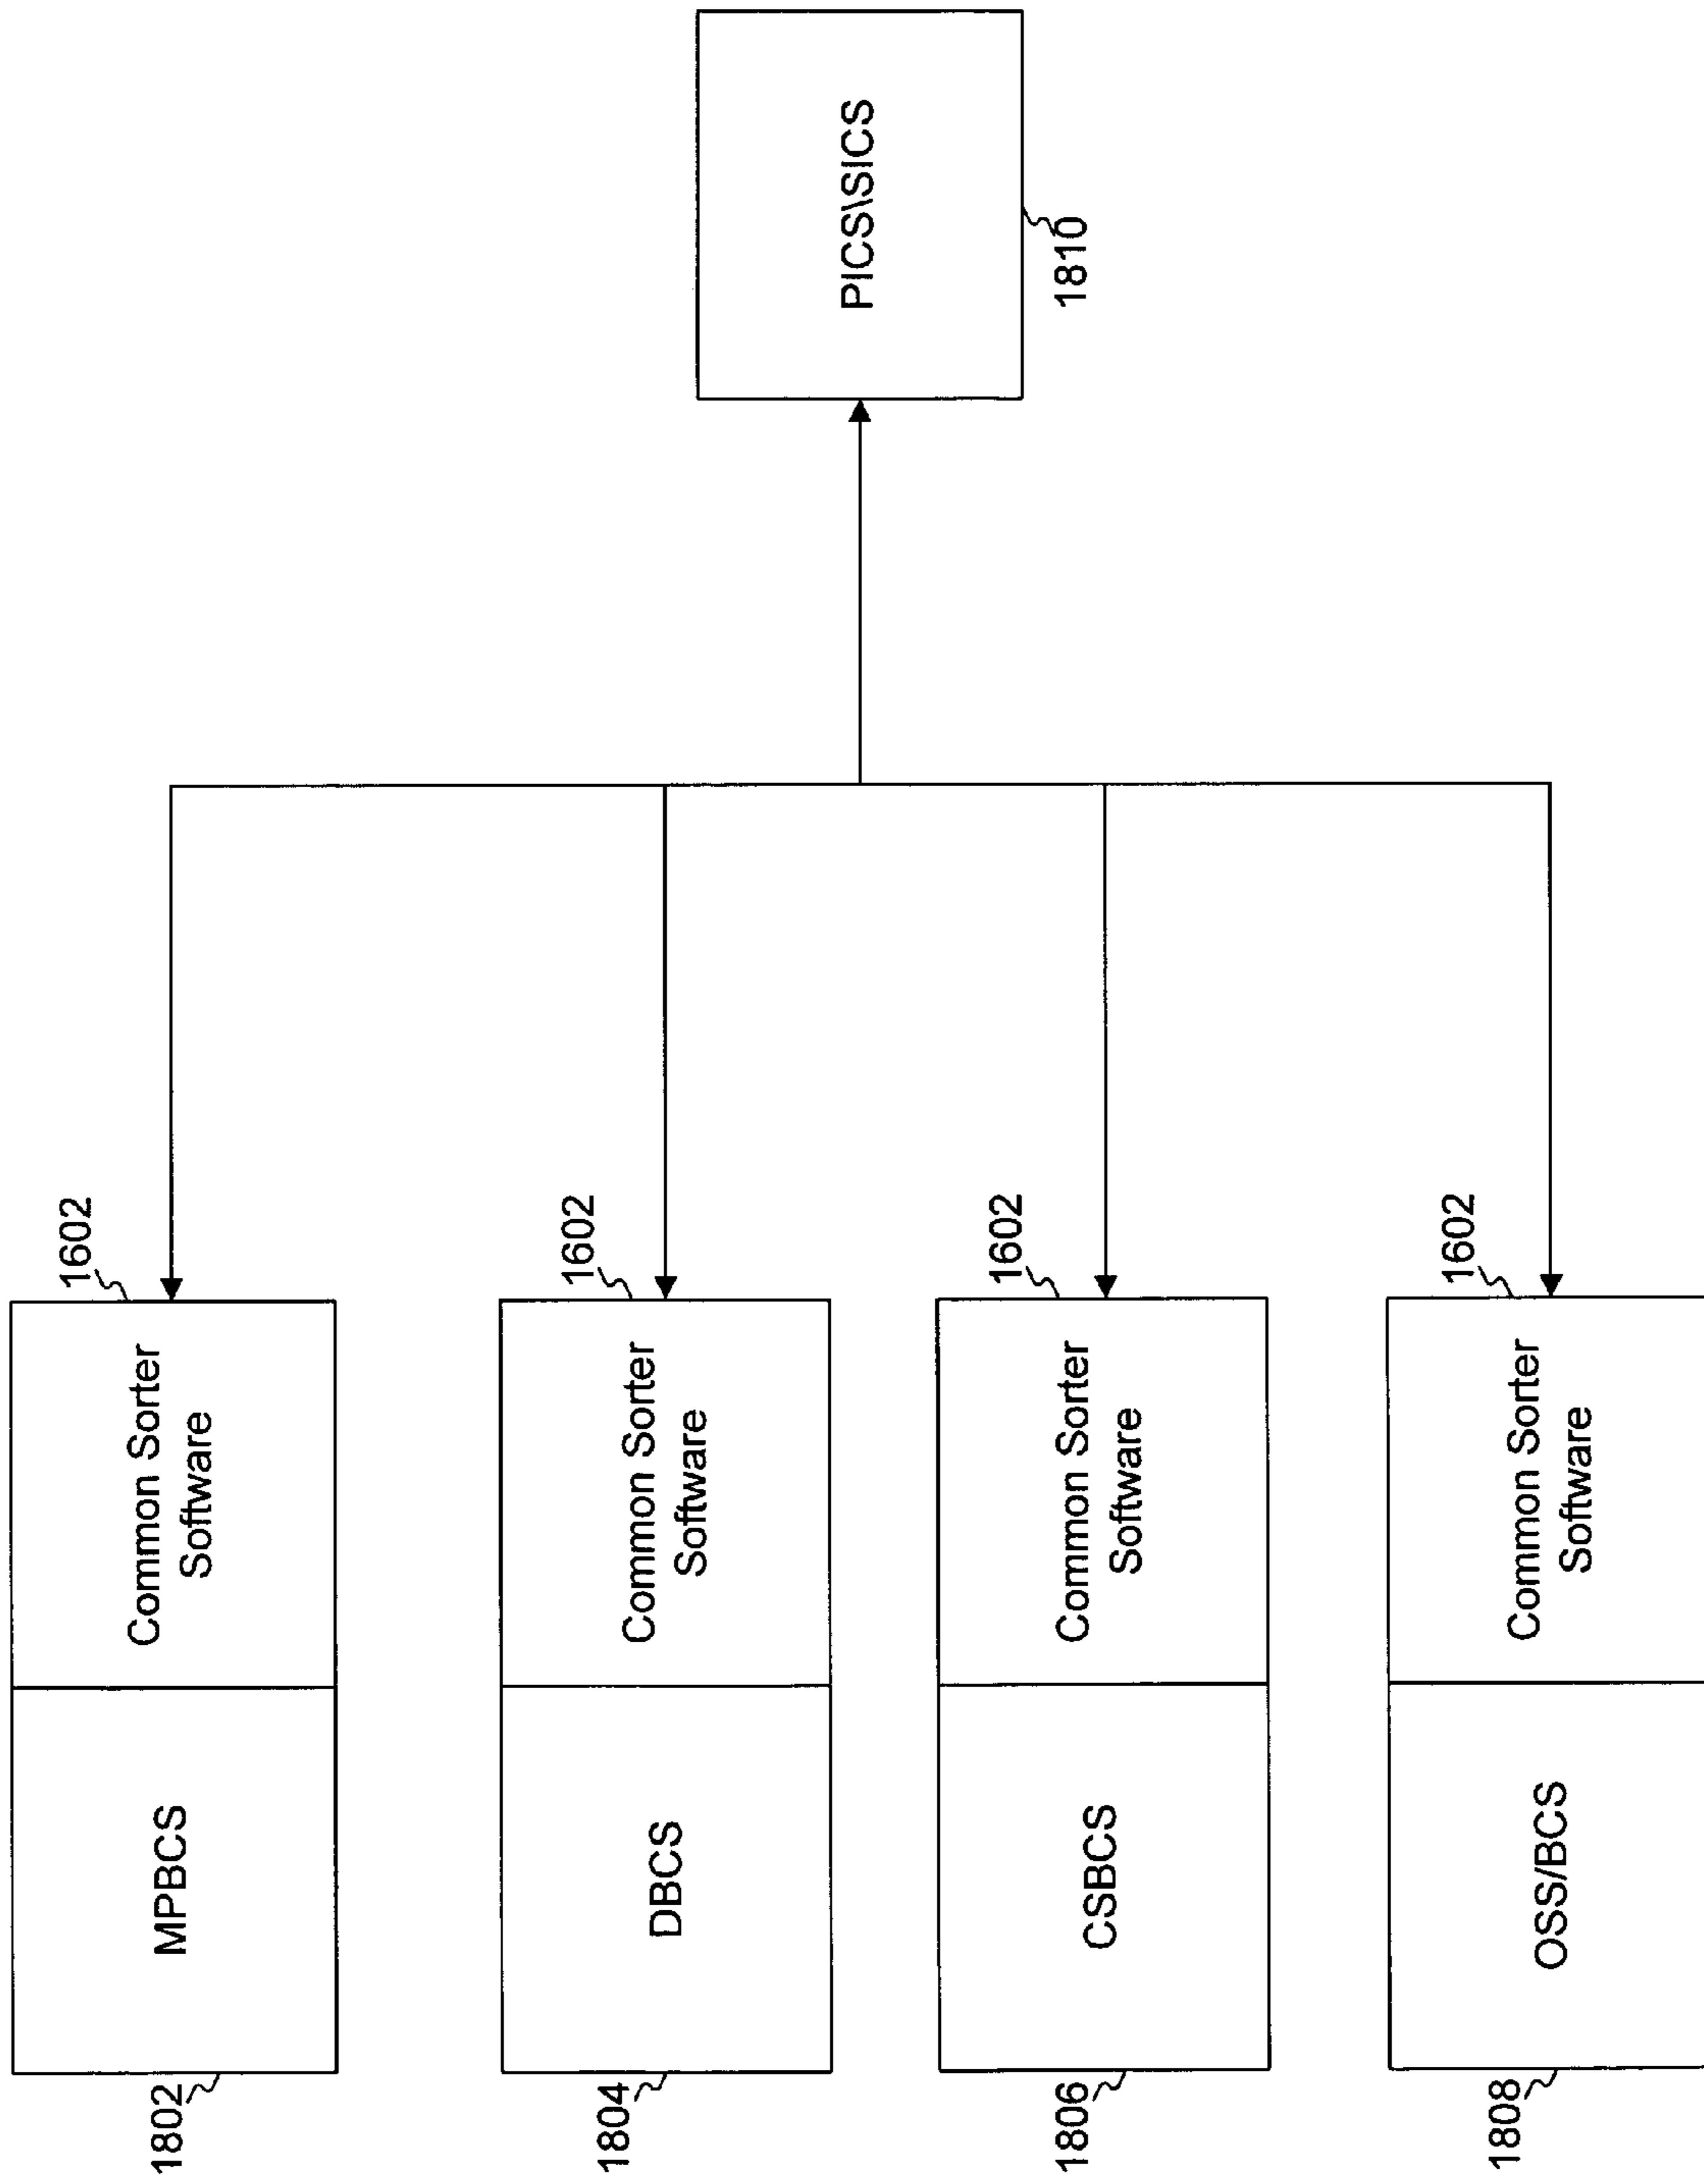 1802
MPBCS
Common Sorter
Software
1602
1804
DBCS
Common Sorter
Software
1602
1806
CSBCS
Common Sorter
Software
1602
1808
OSS/BCS
Common Sorter
Software
1602
PICS\SICS
1810